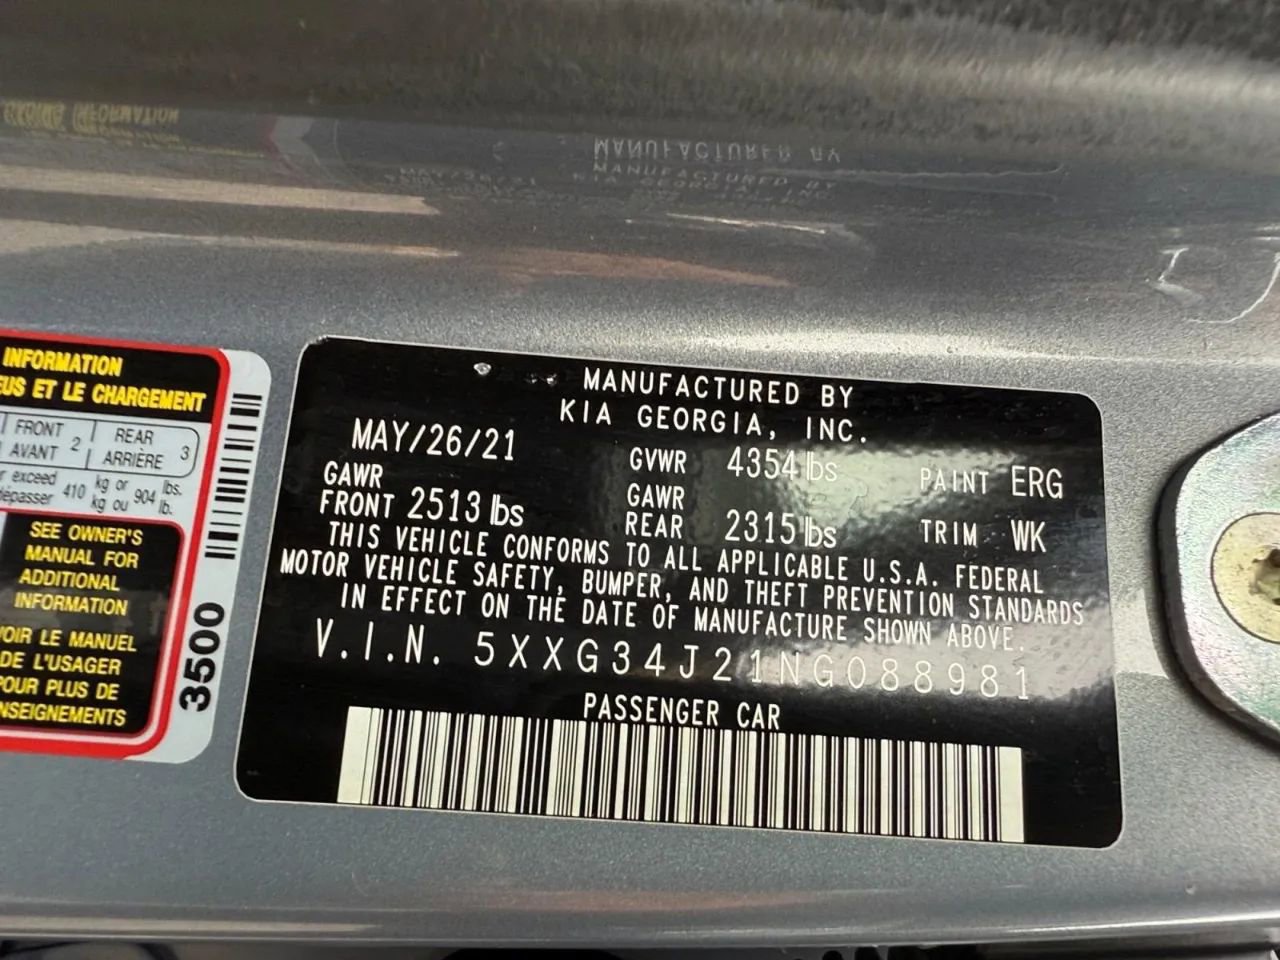 INFORMATION
EUS ET LE CHARGEMENT
FRONT 2 REAR 3
AVANT ARRIÈRE
exceed 410 kg or 904 lbs.
dépasser kg ou lb.
SEE OWNER'S
MANUAL FOR
ADDITIONAL
INFORMATION
VOIR LE MANUEL
DE L'USAGER
POUR PLUS DE
NSEIGNEMENTS
3500
MANUFACTURED BY
KIA GEORGIA, INC.
MAY/26/21
GVWR 4354 lbs PAINT ERG
GAWR GAWR
FRONT 2513 lbs REAR 2315 lbs TRIM WK
THIS VEHICLE CONFORMS TO ALL APPLICABLE U.S.A. FEDERAL
MOTOR VEHICLE SAFETY, BUMPER, AND THEFT PREVENTION STANDARDS
IN EFFECT ON THE DATE OF MANUFACTURE SHOWN ABOVE.
V.I.N. 5XXG34J21NG088981
PASSENGER CAR